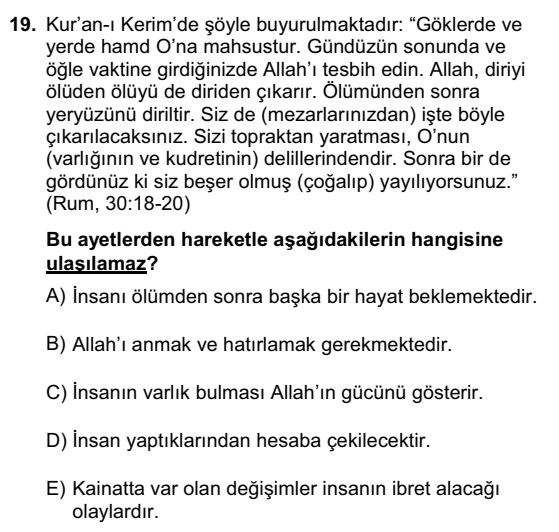 19. Kur’an-ı Kerim’de şöyle buyurulmaktadır: “Göklerde ve
yerde hamd O’na mahsustur. Gündüzün sonunda ve
öğle vaktine girdiğinizde Allah’ı tesbih edin. Allah, diriyi
ölüden ölüyü de diriden çıkarır. Ölümünden sonra
yeryüzünü diriltir. Siz de (mezarlarınızdan) işte böyle
çıkarılacaksınız. Sizi topraktan yaratması, O’nun
(varlığının ve kudretinin) delillerindendir. Sonra bir de
gördünüz ki siz beşer olmuş (çoğalıp) yayılıyorsunuz.”
(Rum, 30:18-20)
Bu ayetlerden hareketle aşağıdakilerin hangisine
ulaşılamaz?
A) İnsanı ölümden sonra başka bir hayat beklemektedir.
B) Allah’ı anmak ve hatırlamak gerekmektedir.
C) İnsanın varlık bulması Allah’ın gücünü gösterir.
D) İnsan yaptıklarından hesaba çekilecektir.
E) Kainatta var olan değişimler insanın ibret alacağı
olaylardır.